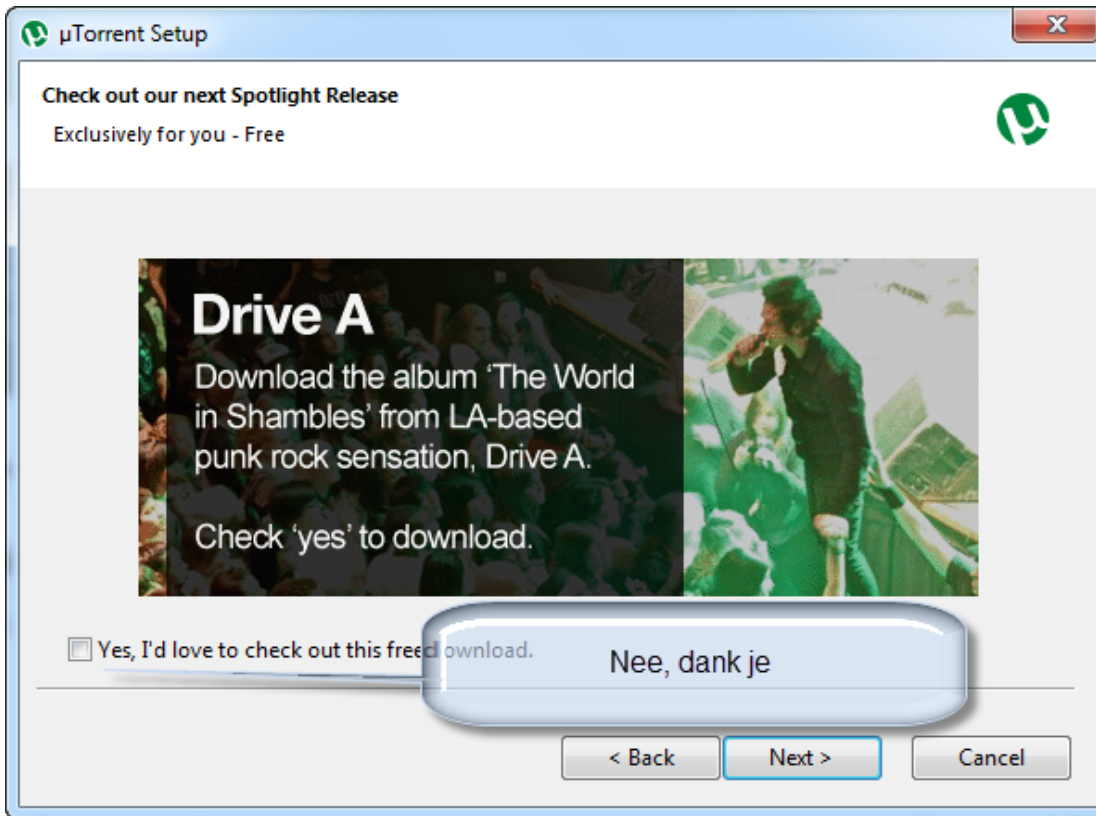 µTorrent Setup
Check out our next Spotlight Release
Exclusively for you - Free
Drive A
Download the album ‘The World
in Shambles’ from LA-based
punk rock sensation, Drive A.
Check ‘yes’ to download.
Yes, I'd love to check out this free download.
Nee, dank je
< Back
Next >
Cancel